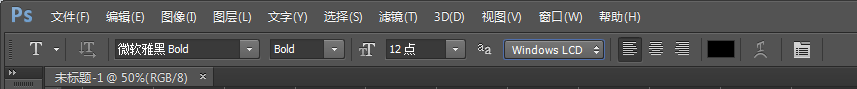 Ps 文件(F) 编辑(E) 图像(I) 图层(L) 文字(Y) 选择(S) 滤镜(T) 3D(D) 视图(V) 窗口(W) 帮助(H)
T T 微软雅黑 Bold Bold T 12 点 aa Windows LCD
未标题-1 @ 50%(RGB/8) ×